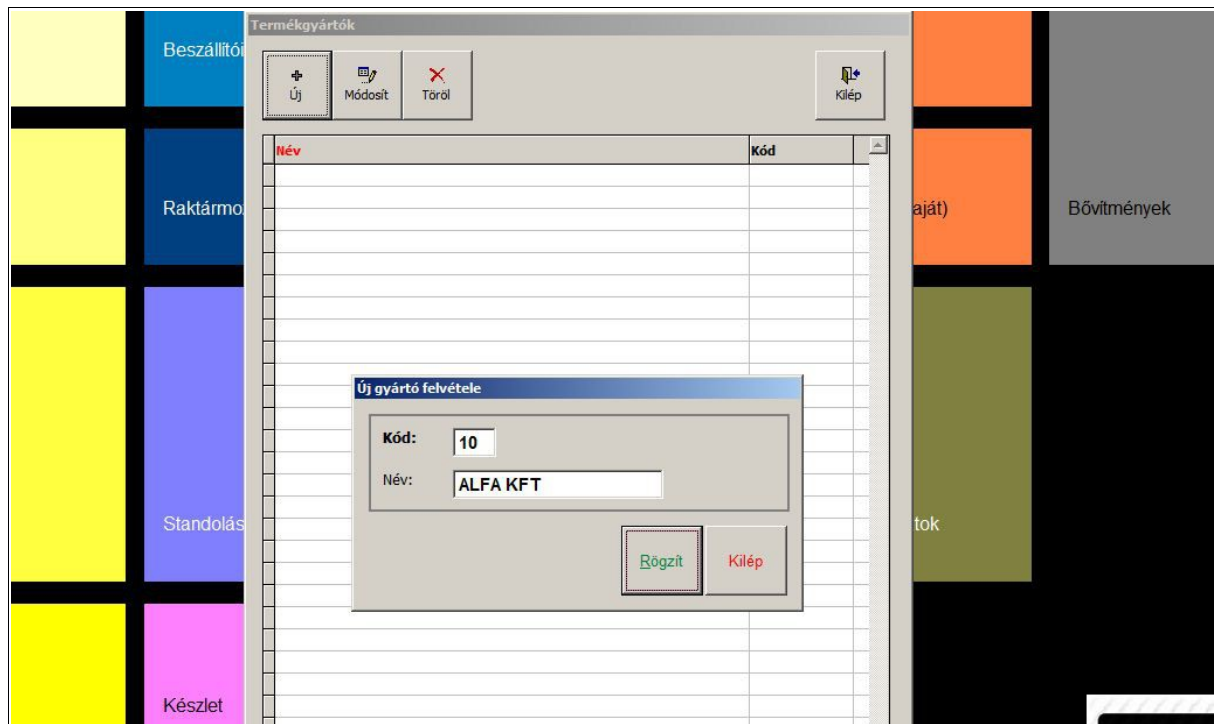 Termékgyártók
Beszállítói
Új
Módosít
Töröl
Kilép
Név
Kód
Raktármo
aját)
Bővítmények
Új gyártó felvétele
Kód:
10
Név:
ALFA KFT
Standolás
tok
Rögzít
Kilép
Készlet